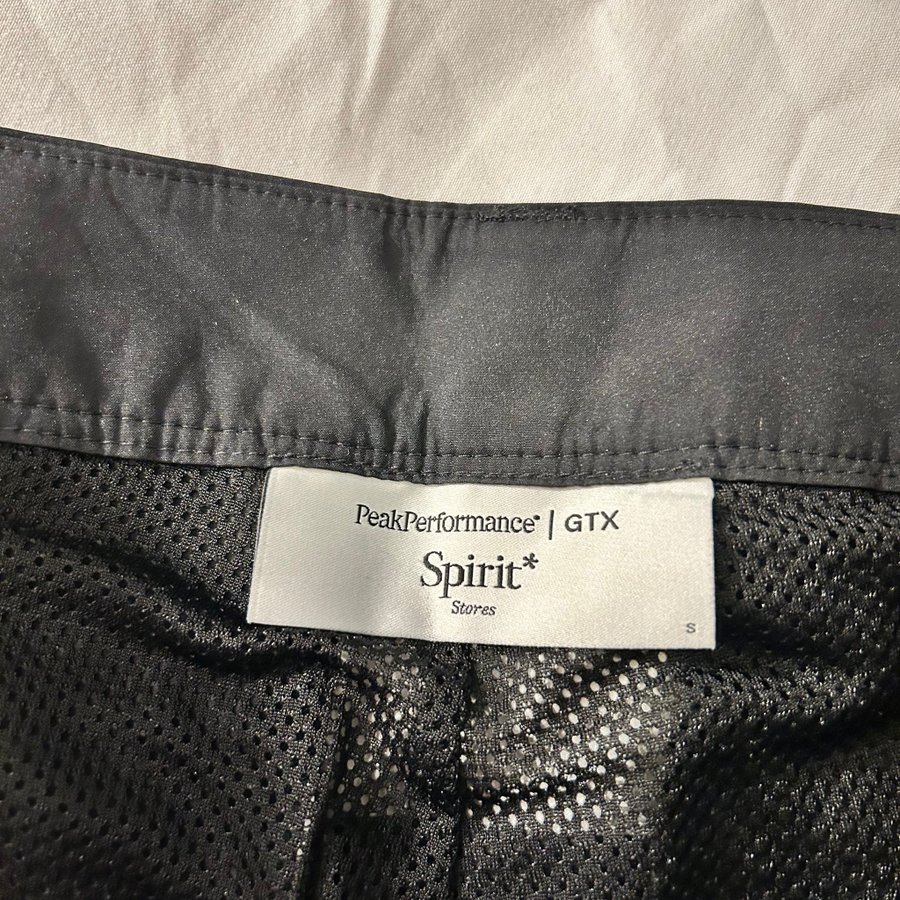 PeakPerformance® | GTX
Spirit*
Stores
S